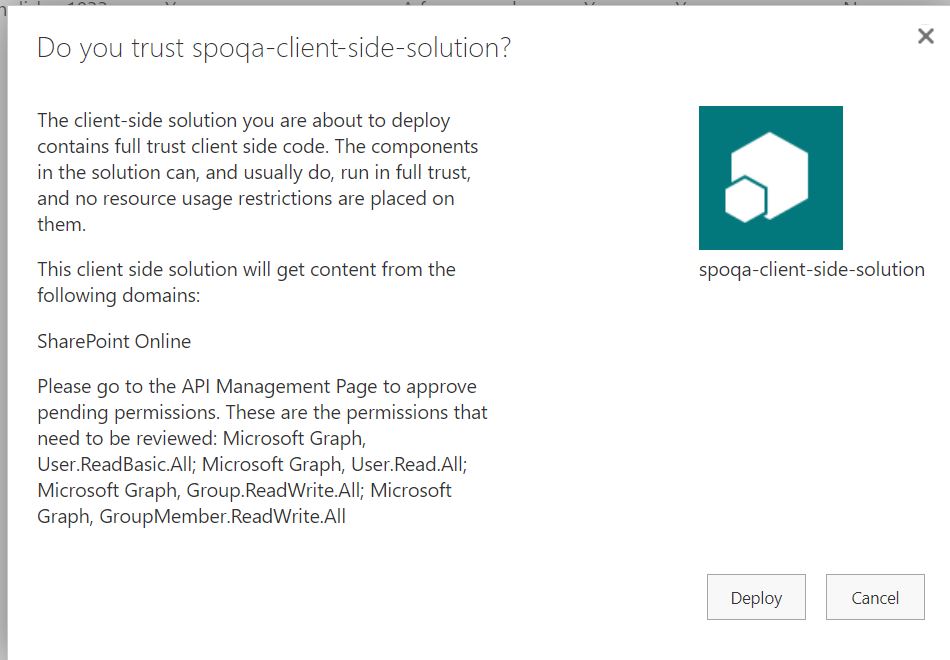 Do you trust spoqa-client-side-solution?
The client-side solution you are about to deploy
contains full trust client side code. The components
in the solution can, and usually do, run in full trust,
and no resource usage restrictions are placed on
them.
This client side solution will get content from the
following domains:
SharePoint Online
Please go to the API Management Page to approve
pending permissions. These are the permissions that
need to be reviewed: Microsoft Graph,
User.ReadBasic.All; Microsoft Graph, User.Read.All;
Microsoft Graph, Group.ReadWrite.All; Microsoft
Graph, GroupMember.ReadWrite.All
spoqa-client-side-solution
Deploy
Cancel